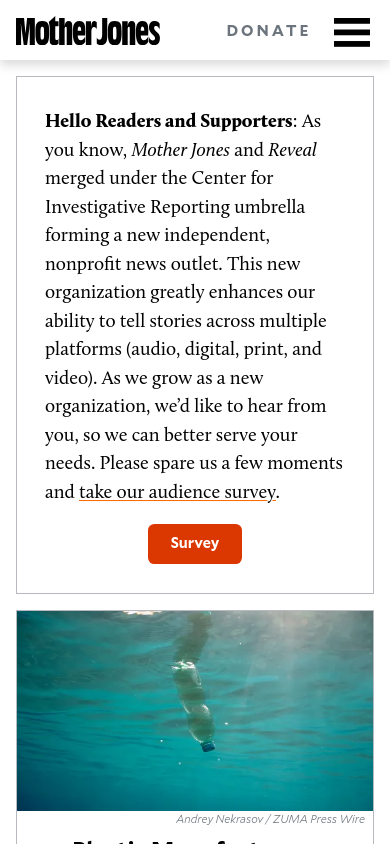 Mother Jones
DONATE
Hello Readers and Supporters: As
you know, Mother Jones and Reveal
merged under the Center for
Investigative Reporting umbrella
forming a new independent,
nonprofit news outlet. This new
organization greatly enhances our
ability to tell stories across multiple
platforms (audio, digital, print, and
video). As we grow as a new
organization, we’d like to hear from
you, so we can better serve your
needs. Please spare us a few moments
and take our audience survey.
Survey
Andrey Nekrasov / ZUMA Press Wire